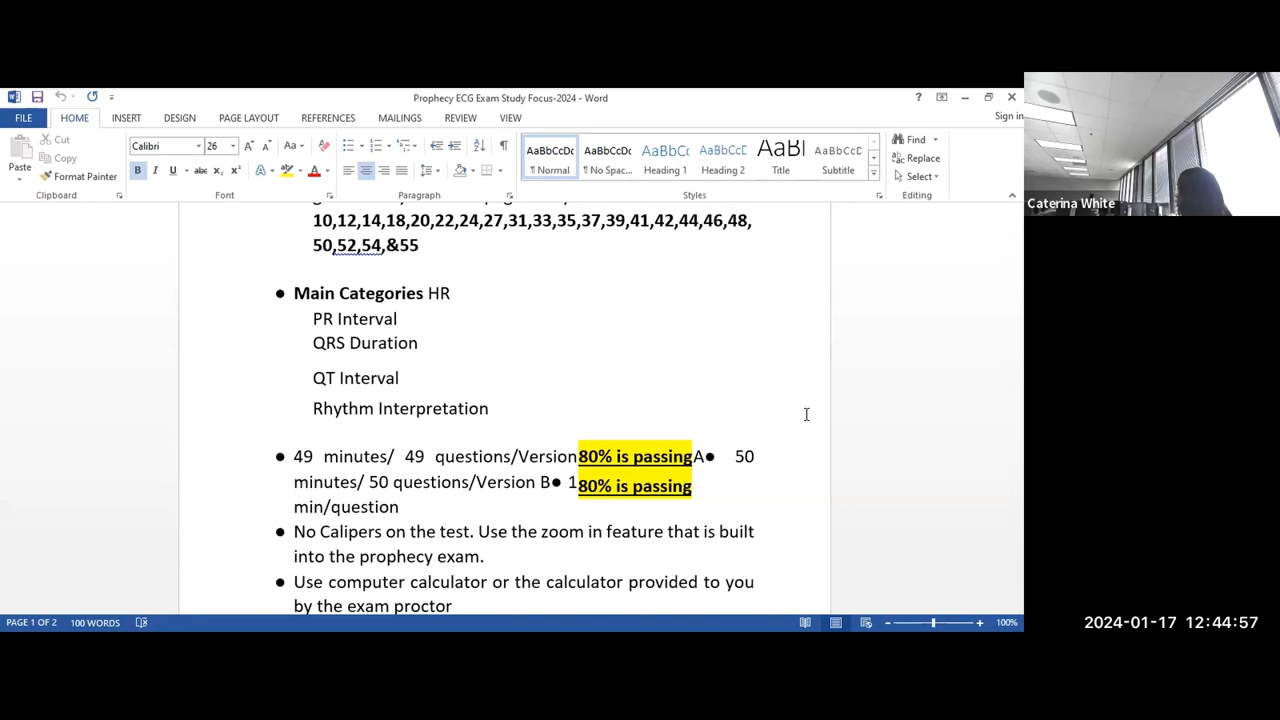 Prophecy ECG Exam Study Focus-2024 - Word
?
FILE HOME INSERT DESIGN PAGE LAYOUT REFERENCES MAILINGS REVIEW VIEW
Sign in
Paste
Cut
Copy
Format Painter
Clipboard
Calibri 26
Aa
B I U abc x₂ x²
Font
Paragraph
AaBbCcDc AaBbCcDc AaBbCc AaBbCcDC AaBl AaBbCcDc
¶ Normal ¶ No Spac... Heading 1 Heading 2 Title Subtitle
Styles
Find
Replace
Select
Editing
Caterina White
10,12,14,18,20,22,24,27,31,33,35,37,39,41,42,44,46,48,
50,52,54,&55
● Main Categories HR
PR Interval
QRS Duration
QT Interval
Rhythm Interpretation
● 49 minutes/ 49 questions/Version 80% is passing A● 50
minutes/ 50 questions/Version B● 1 80% is passing
min/question
● No Calipers on the test. Use the zoom in feature that is built
into the prophecy exam.
● Use computer calculator or the calculator provided to you
by the exam proctor
PAGE 1 OF 2 100 WORDS
100%
2024-01-17 12:44:57